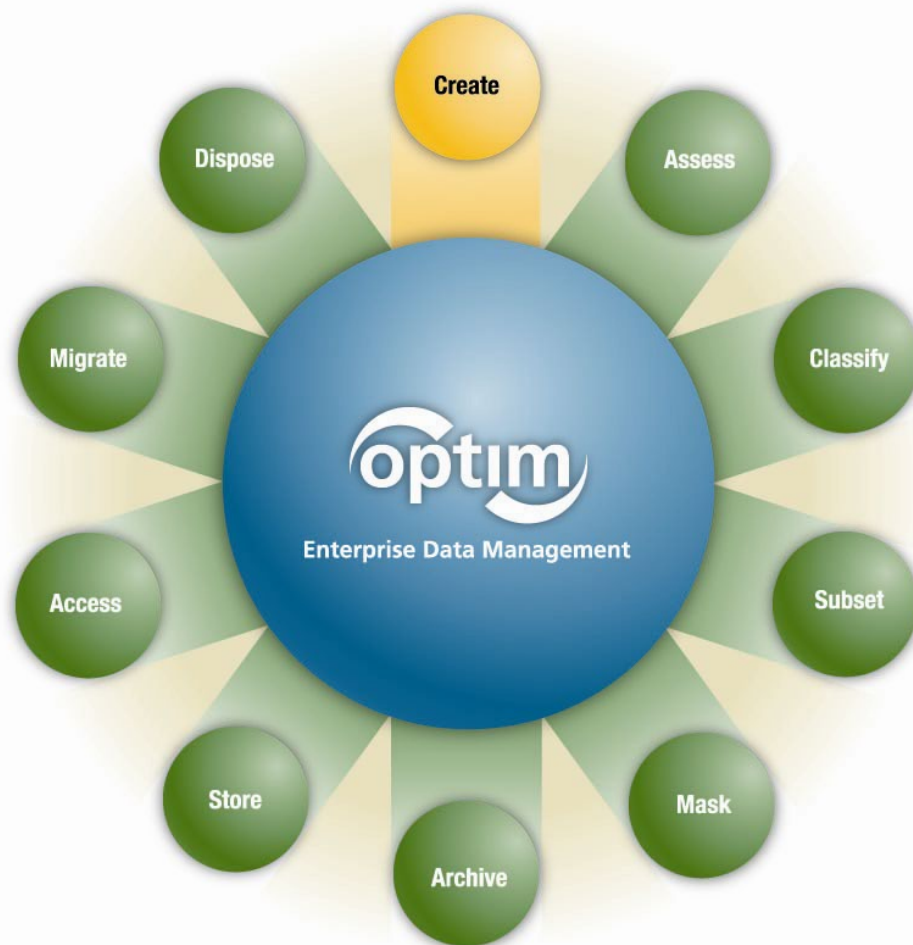 Create
Assess
Classify
Subset
Mask
Archive
Store
Access
Migrate
Dispose
optim
Enterprise Data Management